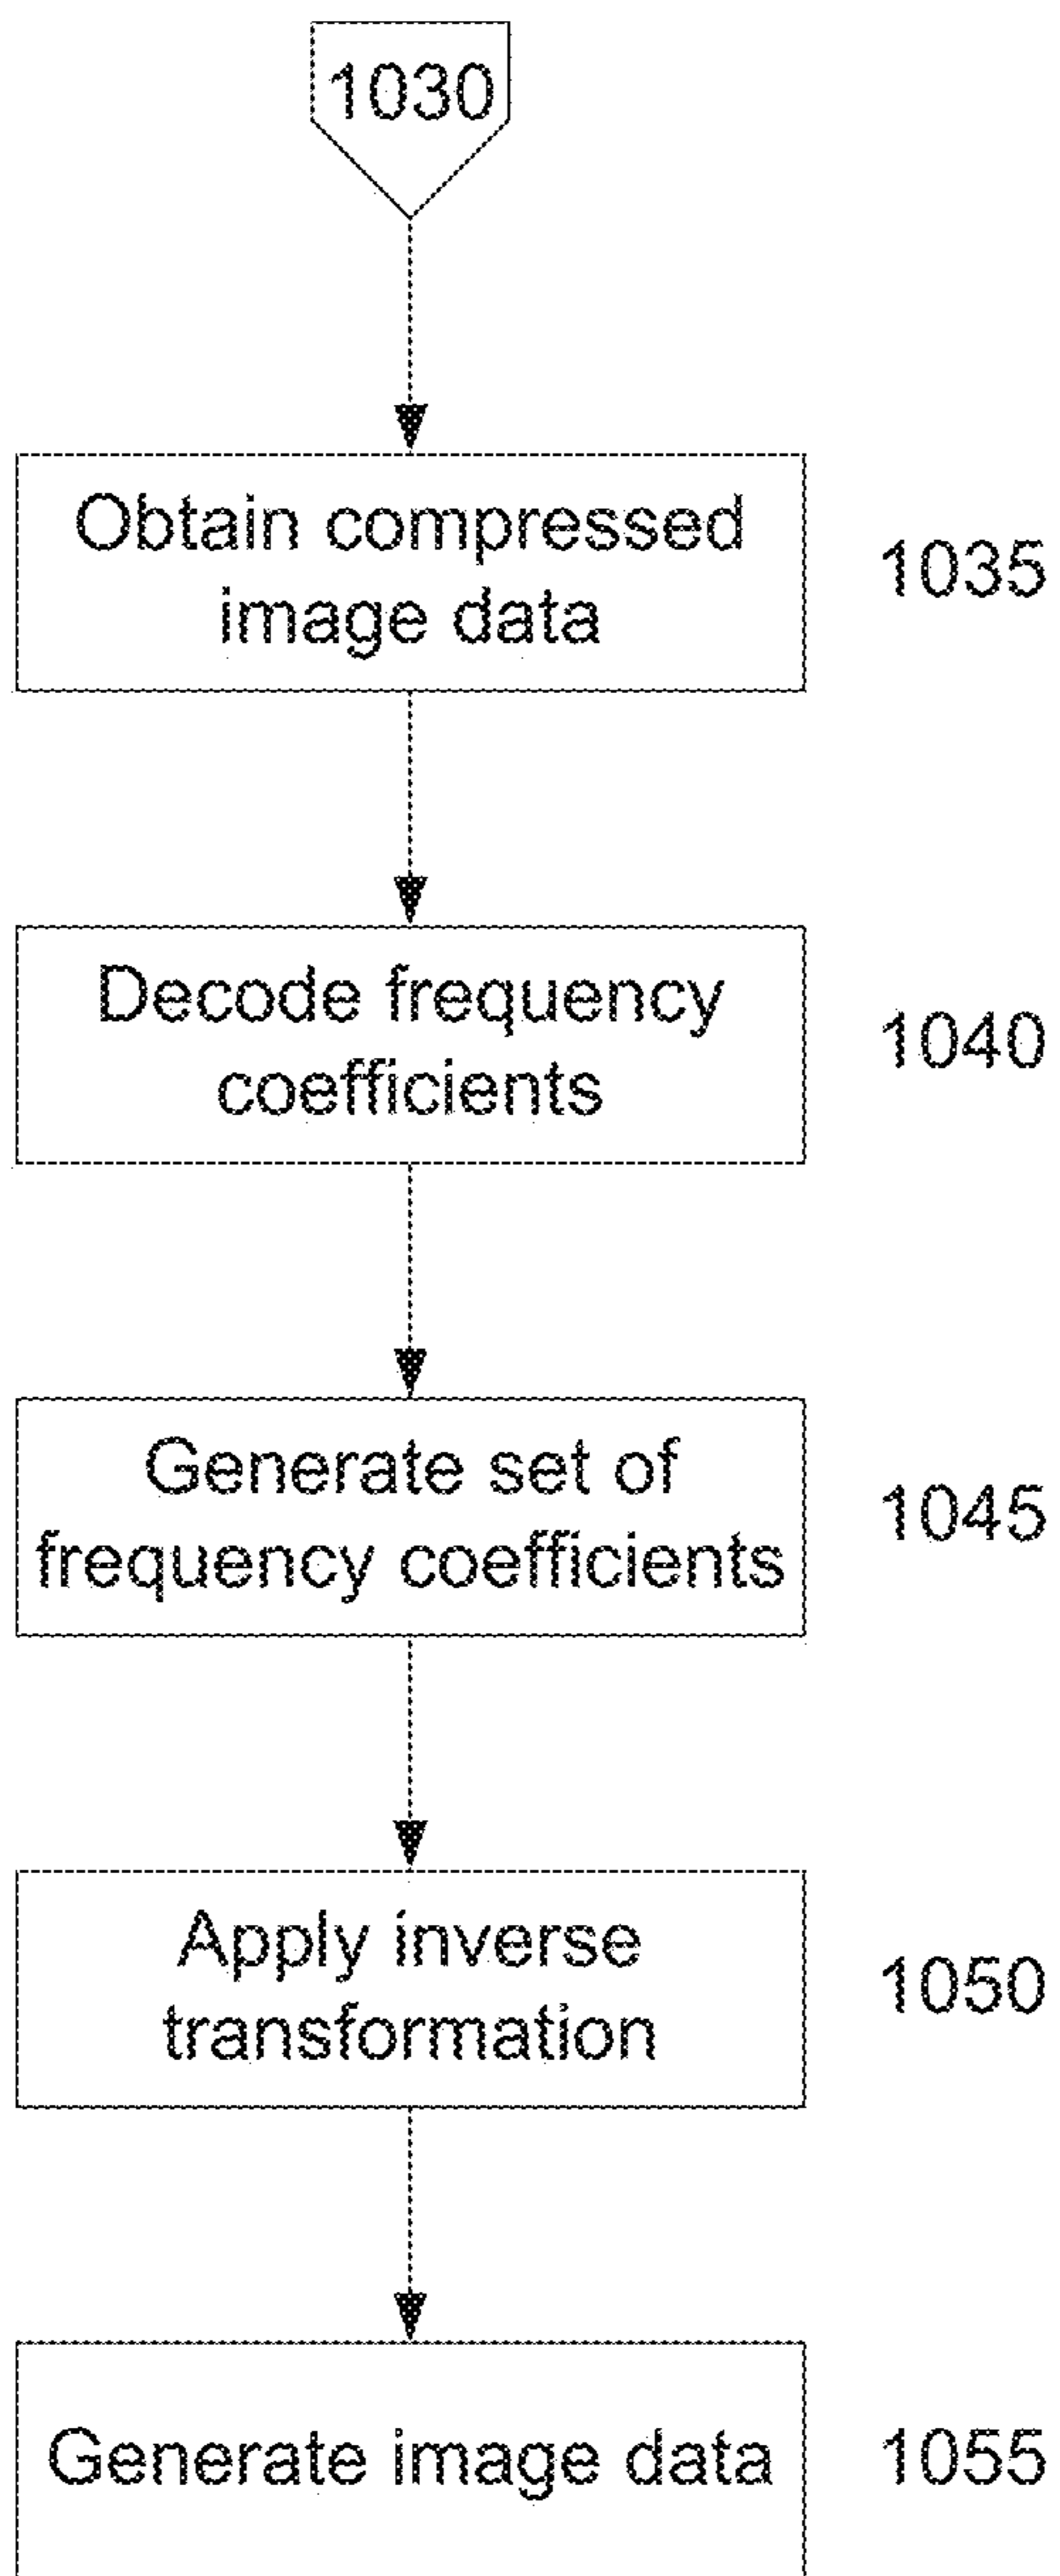 1030
Obtain compressed
image data
1035
Decode frequency
coefficients
1040
Generate set of
frequency coefficients
1045
Apply inverse
transformation
1050
Generate image data
1055